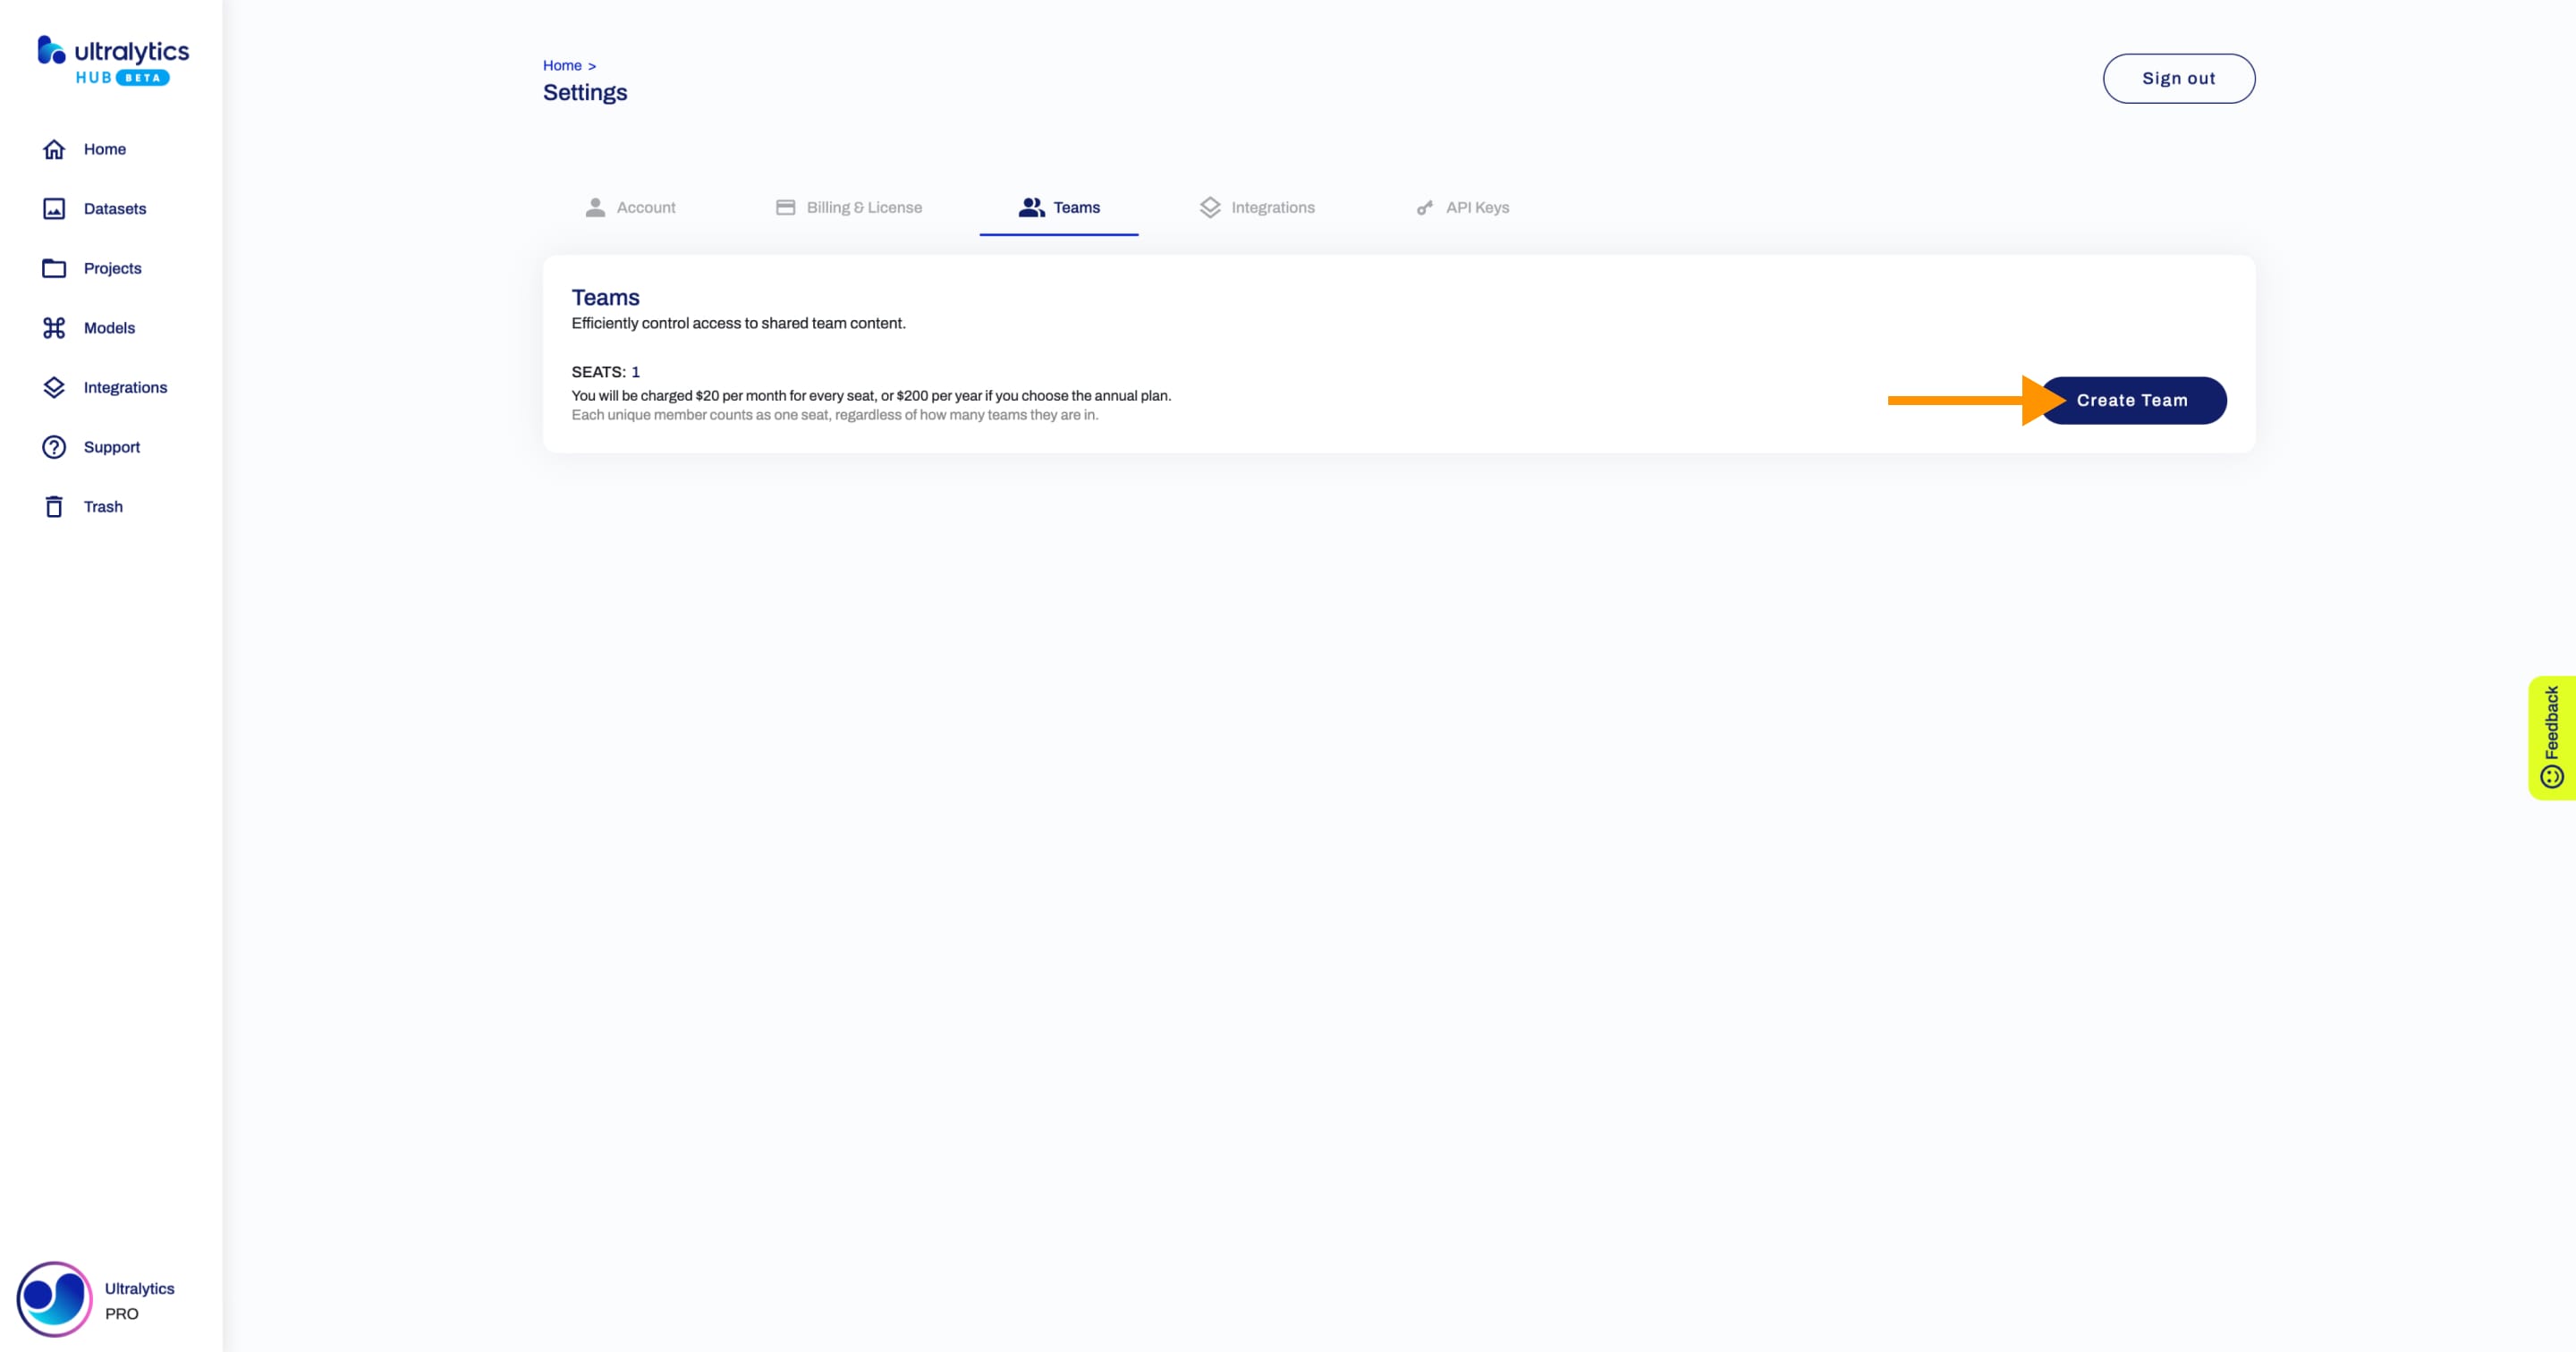 ultralytics
HUB BETA
Home
Datasets
Projects
Models
Integrations
Support
Trash
Ultralytics
PRO
Home >
Settings
Sign out
Account
Billing & License
Teams
Integrations
API Keys
Teams
Efficiently control access to shared team content.
SEATS: 1
You will be charged $20 per month for every seat, or $200 per year if you choose the annual plan.
Each unique member counts as one seat, regardless of how many teams they are in.
Create Team
Feedback